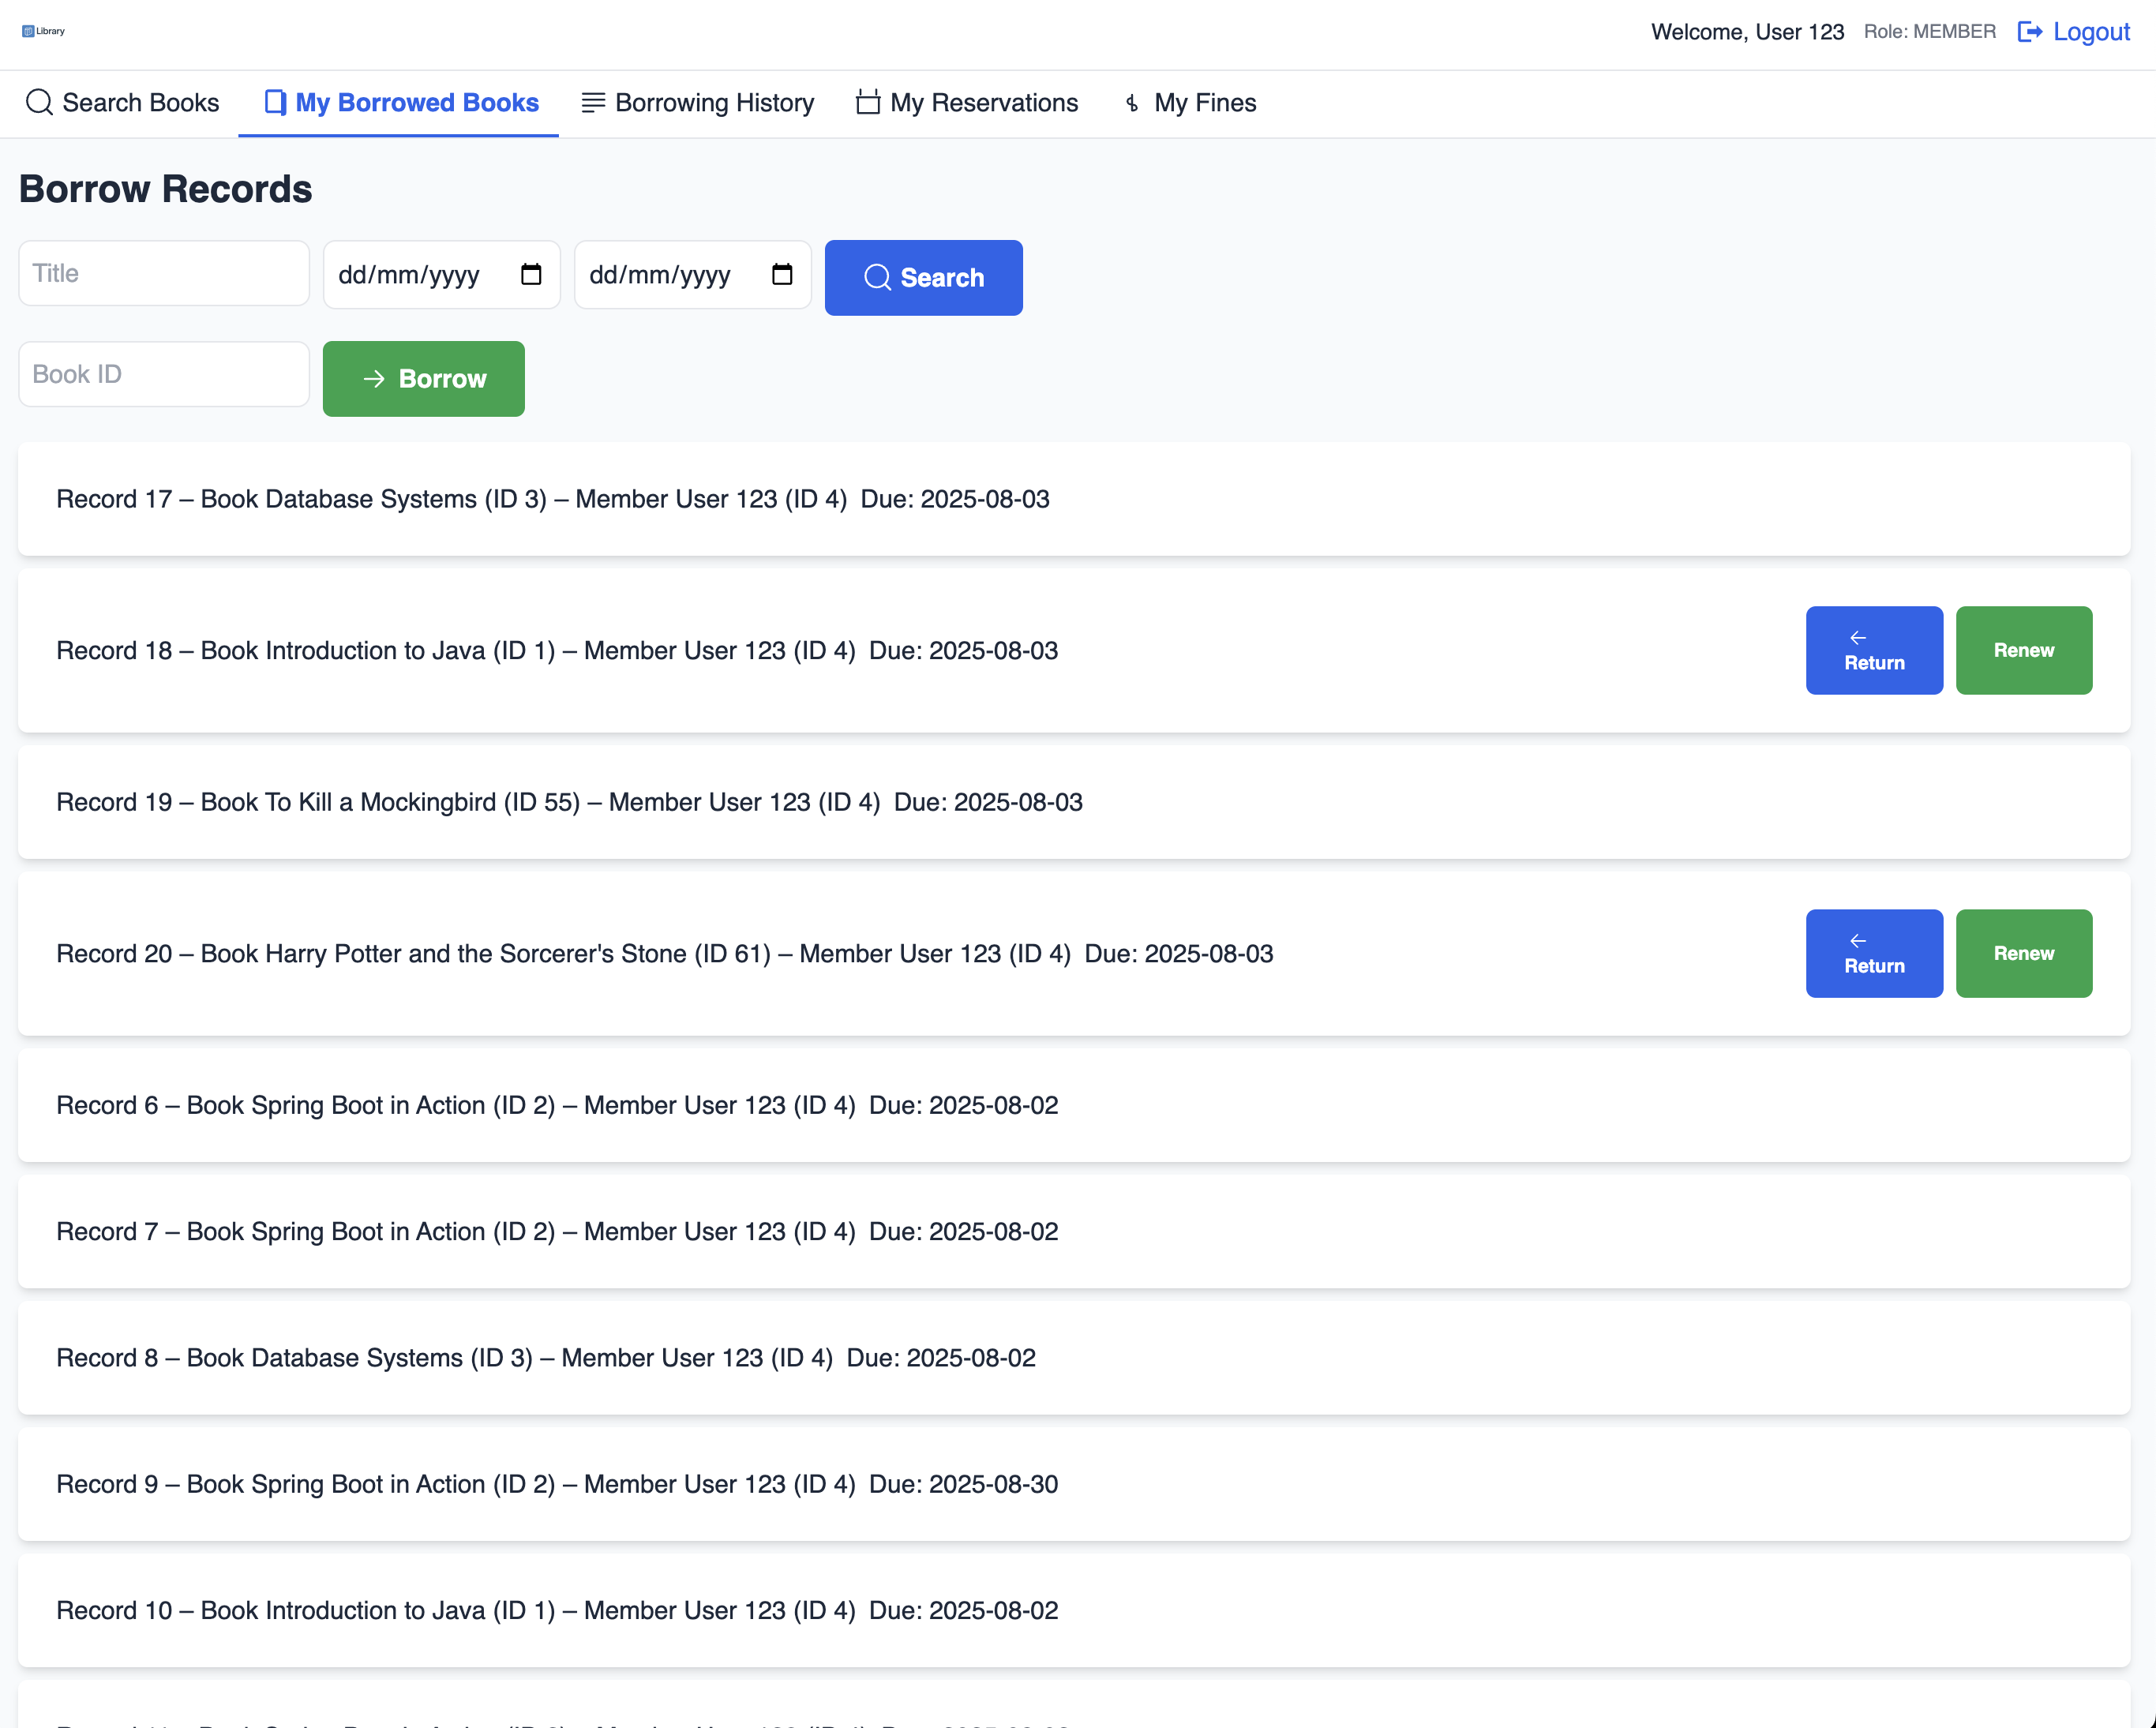 Library
Welcome, User 123 Role: MEMBER Logout
Search Books My Borrowed Books Borrowing History My Reservations My Fines
Borrow Records
Title dd/mm/yyyy dd/mm/yyyy Search
Book ID Borrow
Record 17 – Book Database Systems (ID 3) – Member User 123 (ID 4) Due: 2025-08-03
Record 18 – Book Introduction to Java (ID 1) – Member User 123 (ID 4) Due: 2025-08-03
Return Renew
Record 19 – Book To Kill a Mockingbird (ID 55) – Member User 123 (ID 4) Due: 2025-08-03
Record 20 – Book Harry Potter and the Sorcerer's Stone (ID 61) – Member User 123 (ID 4) Due: 2025-08-03
Return Renew
Record 6 – Book Spring Boot in Action (ID 2) – Member User 123 (ID 4) Due: 2025-08-02
Record 7 – Book Spring Boot in Action (ID 2) – Member User 123 (ID 4) Due: 2025-08-02
Record 8 – Book Database Systems (ID 3) – Member User 123 (ID 4) Due: 2025-08-02
Record 9 – Book Spring Boot in Action (ID 2) – Member User 123 (ID 4) Due: 2025-08-30
Record 10 – Book Introduction to Java (ID 1) – Member User 123 (ID 4) Due: 2025-08-02